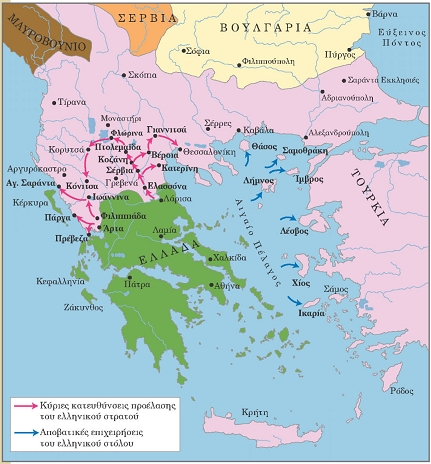 ΣΕΡΒΙΑ
ΒΟΥΛΓΑΡΙΑ
Βάρνα
ΜΑΥΡΟΒΟΥΝΙΟ
Εύξεινος
Πόντος
Σόφια
Πύργος
Φιλιππούπολη
Σκόπια
Σαράντα Εκκλησιές
Αδριανούπολη
Τίρανα
Μοναστήρι
Φλώρινα
Γιαννιτσά
Σέρρες
Καβάλα
Αλεξανδρούπολη
Κορυτσά
Πτολεμαΐδα
Κοζάνη
Βέροια
Θεσσαλονίκη
Θάσος
Σαμοθράκη
Αργυρόκαστρο
Σέρβια
Κατερίνη
Αγ. Σαράντα
Κόνιτσα
Γρεβενά
Ελασσόνα
Λήμνος
Ίμβρος
ΤΟΥΡΚΙΑ
Κέρκυρα
Ιωάννινα
Λάρισα
Πάργα
Φιλιππιάδα
Άρτα
Πρέβεζα
Λαμία
Αιγαίο Πέλαγος
Λέσβος
ΕΛΛΑΔΑ
Χαλκίδα
Κεφαλληνία
Πάτρα
Αθήνα
Χίος
Σάμος
Ζάκυνθος
Ικαρία
Ρόδος
Κρήτη
Κύριες κατευθύνσεις προέλασης
του ελληνικού στρατού
Αποβατικές επιχειρήσεις
του ελληνικού στόλου